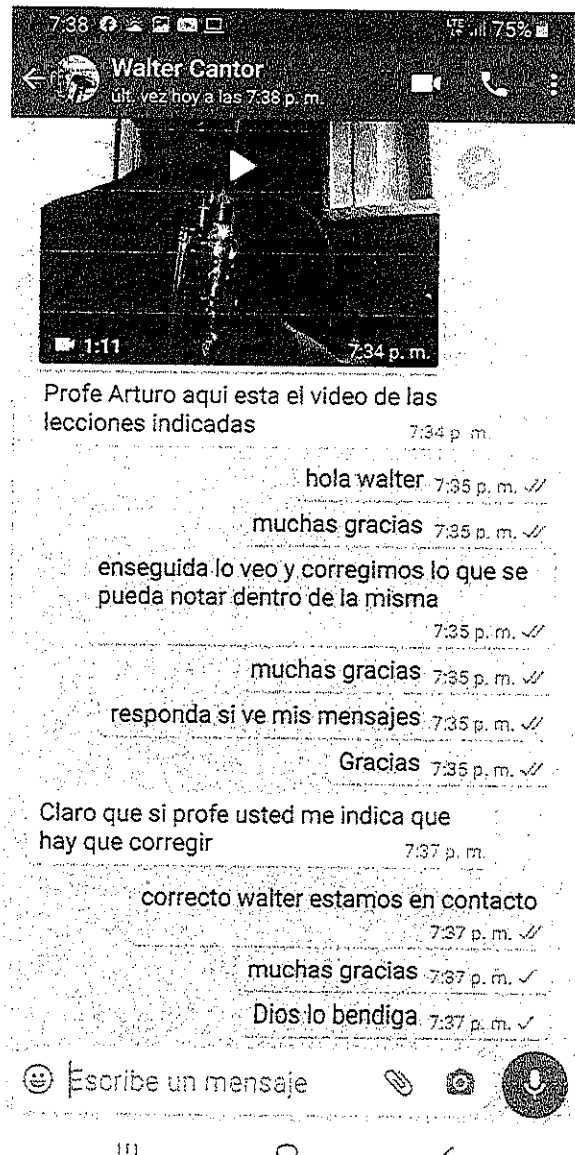 7:38 LTE 75%
Walter Cantor
últ. vez hoy a las 7:38 p. m.
1:11 7:34 p. m.
Profe Arturo aqui esta el video de las
lecciones indicadas 7:34 p. m.
hola walter 7:35 p. m.
muchas gracias 7:35 p. m.
enseguida lo veo y corregimos lo que se
pueda notar dentro de la misma
7:35 p. m.
muchas gracias 7:35 p. m.
responda si ve mis mensajes 7:35 p. m.
Gracias 7:35 p. m.
Claro que si profe usted me indica que
hay que corregir 7:37 p. m.
correcto walter estamos en contacto
7:37 p. m.
muchas gracias 7:37 p. m.
Dios lo bendiga 7:37 p. m.
Escribe un mensaje